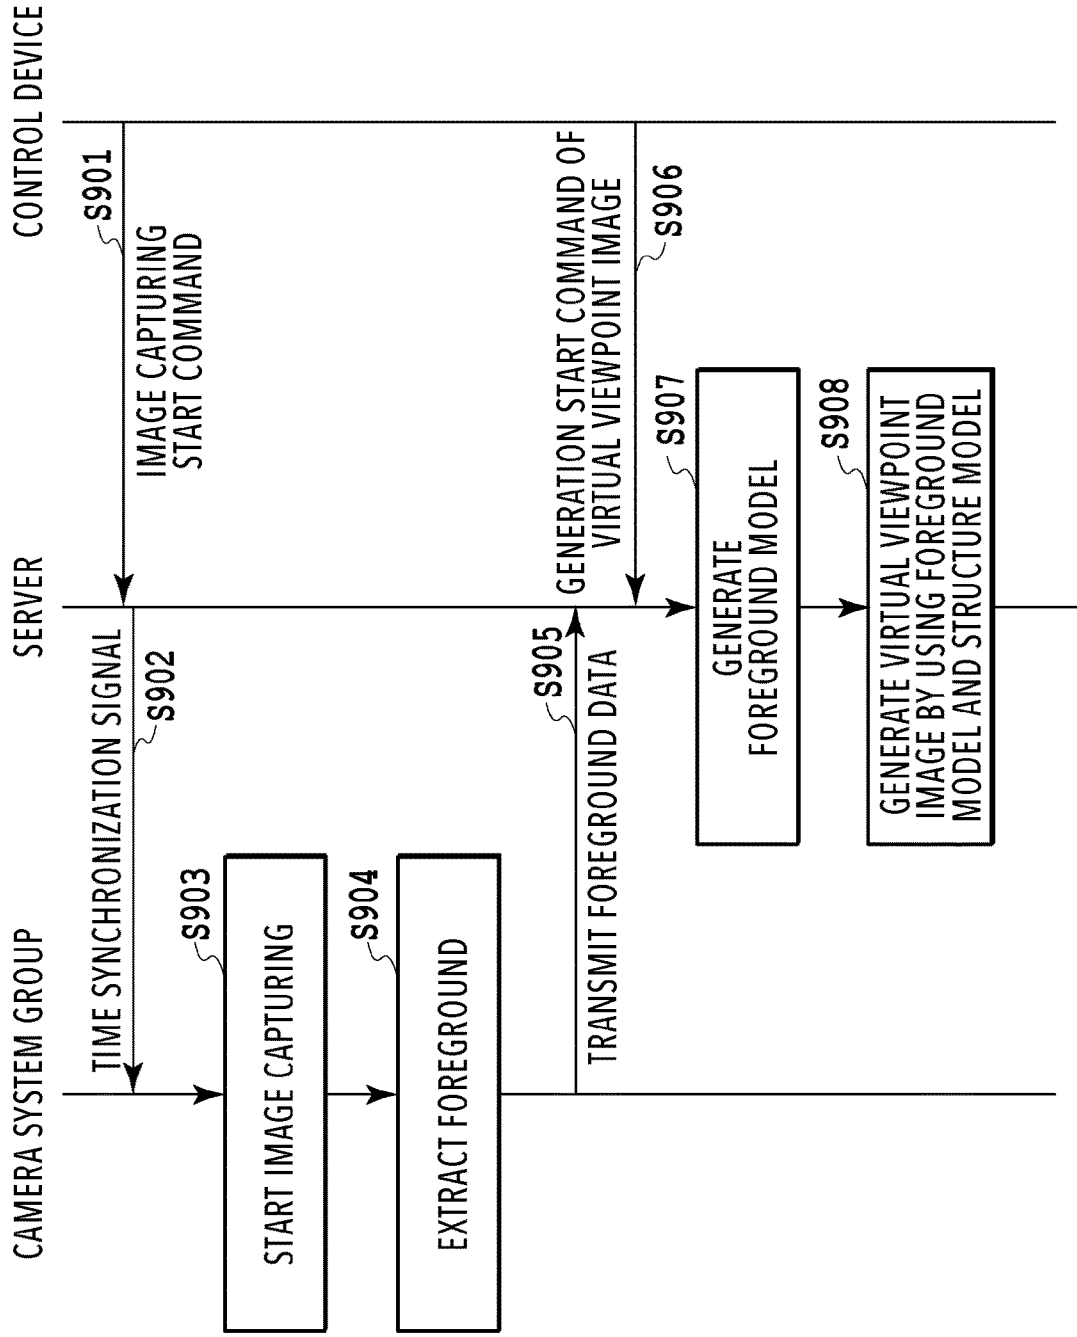 CAMERA SYSTEM GROUP
SERVER
CONTROL DEVICE
S901
IMAGE CAPTURING
START COMMAND
TIME SYNCHRONIZATION SIGNAL
S902
S903
START IMAGE CAPTURING
S904
EXTRACT FOREGROUND
S905
TRANSMIT FOREGROUND DATA
GENERATION START COMMAND OF
VIRTUAL VIEWPOINT IMAGE
S906
S907
GENERATE
FOREGROUND MODEL
S908
GENERATE VIRTUAL VIEWPOINT
IMAGE BY USING FOREGROUND
MODEL AND STRUCTURE MODEL